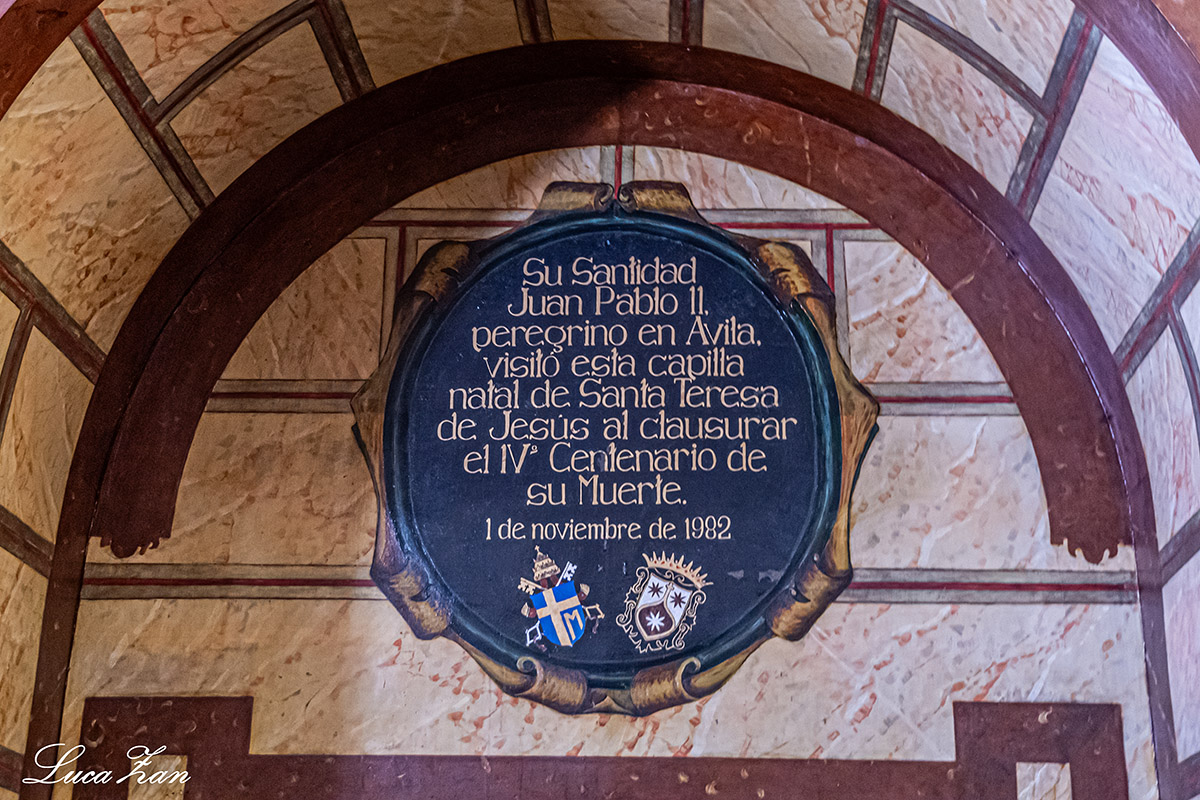 Su Santidad
Juan Pablo II,
peregrino en Avila,
visitó esta capilla
natal de Santa Teresa
de Jesús al clausurar
el IVº Centenario de
su Muerte.
1 de noviembre de 1982
M
Luca Zan